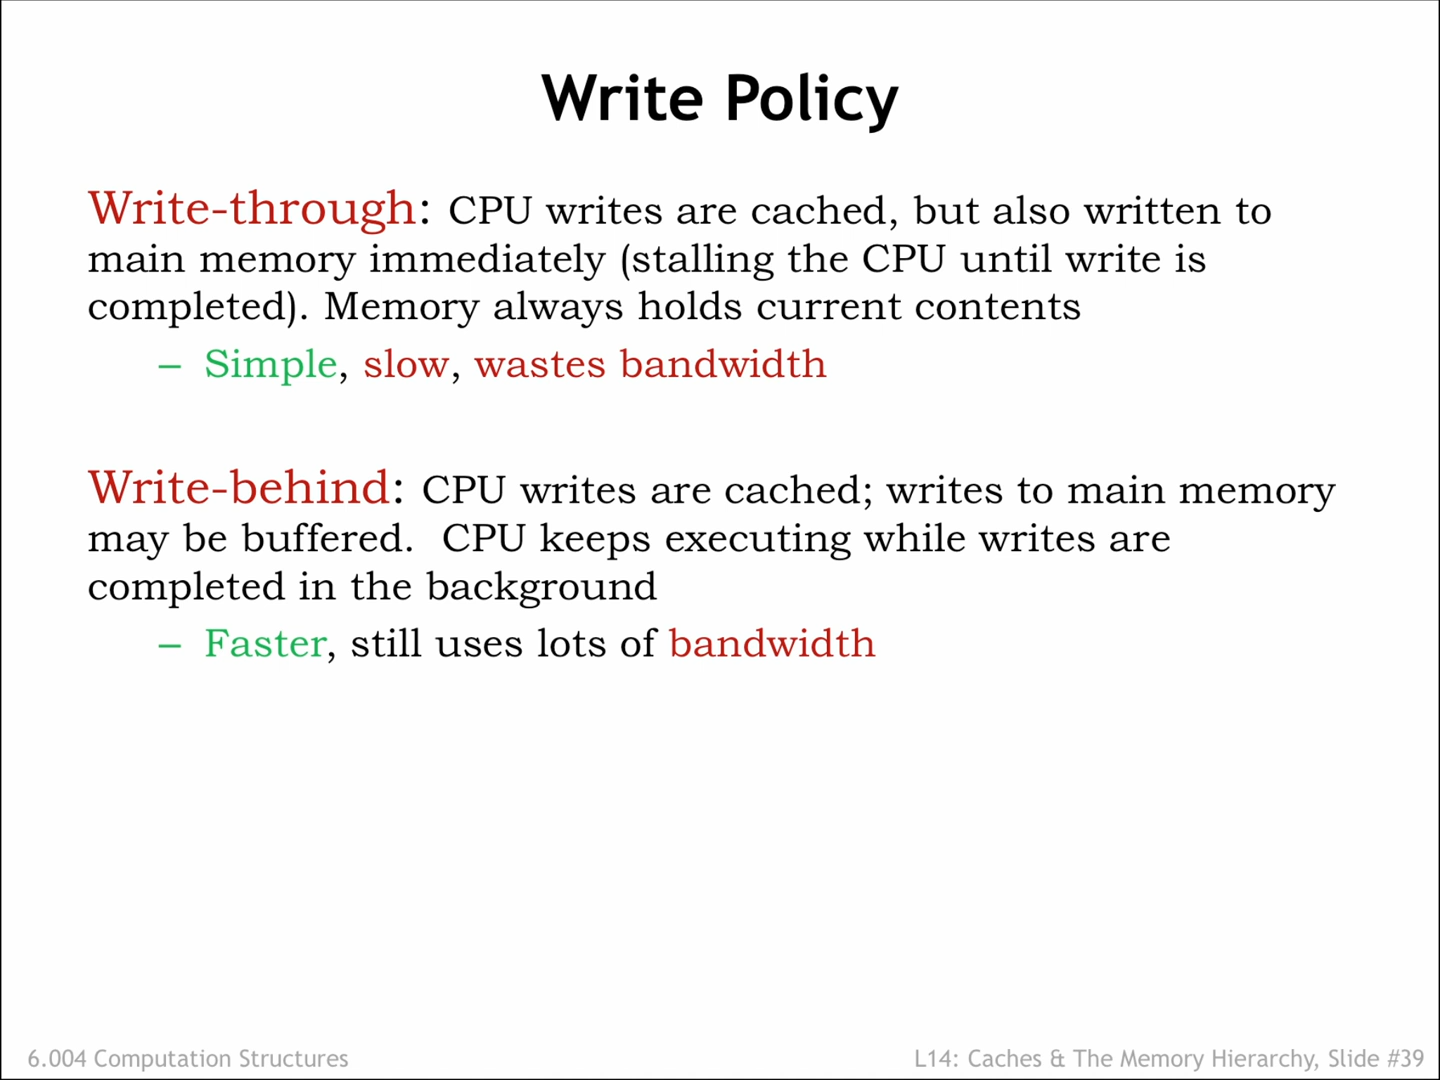 Write Policy
Write-through: CPU writes are cached, but also written to
main memory immediately (stalling the CPU until write is
completed). Memory always holds current contents
– Simple, slow, wastes bandwidth
Write-behind: CPU writes are cached; writes to main memory
may be buffered.  CPU keeps executing while writes are
completed in the background
– Faster, still uses lots of bandwidth
6.004 Computation Structures
L14: Caches & The Memory Hierarchy, Slide #39